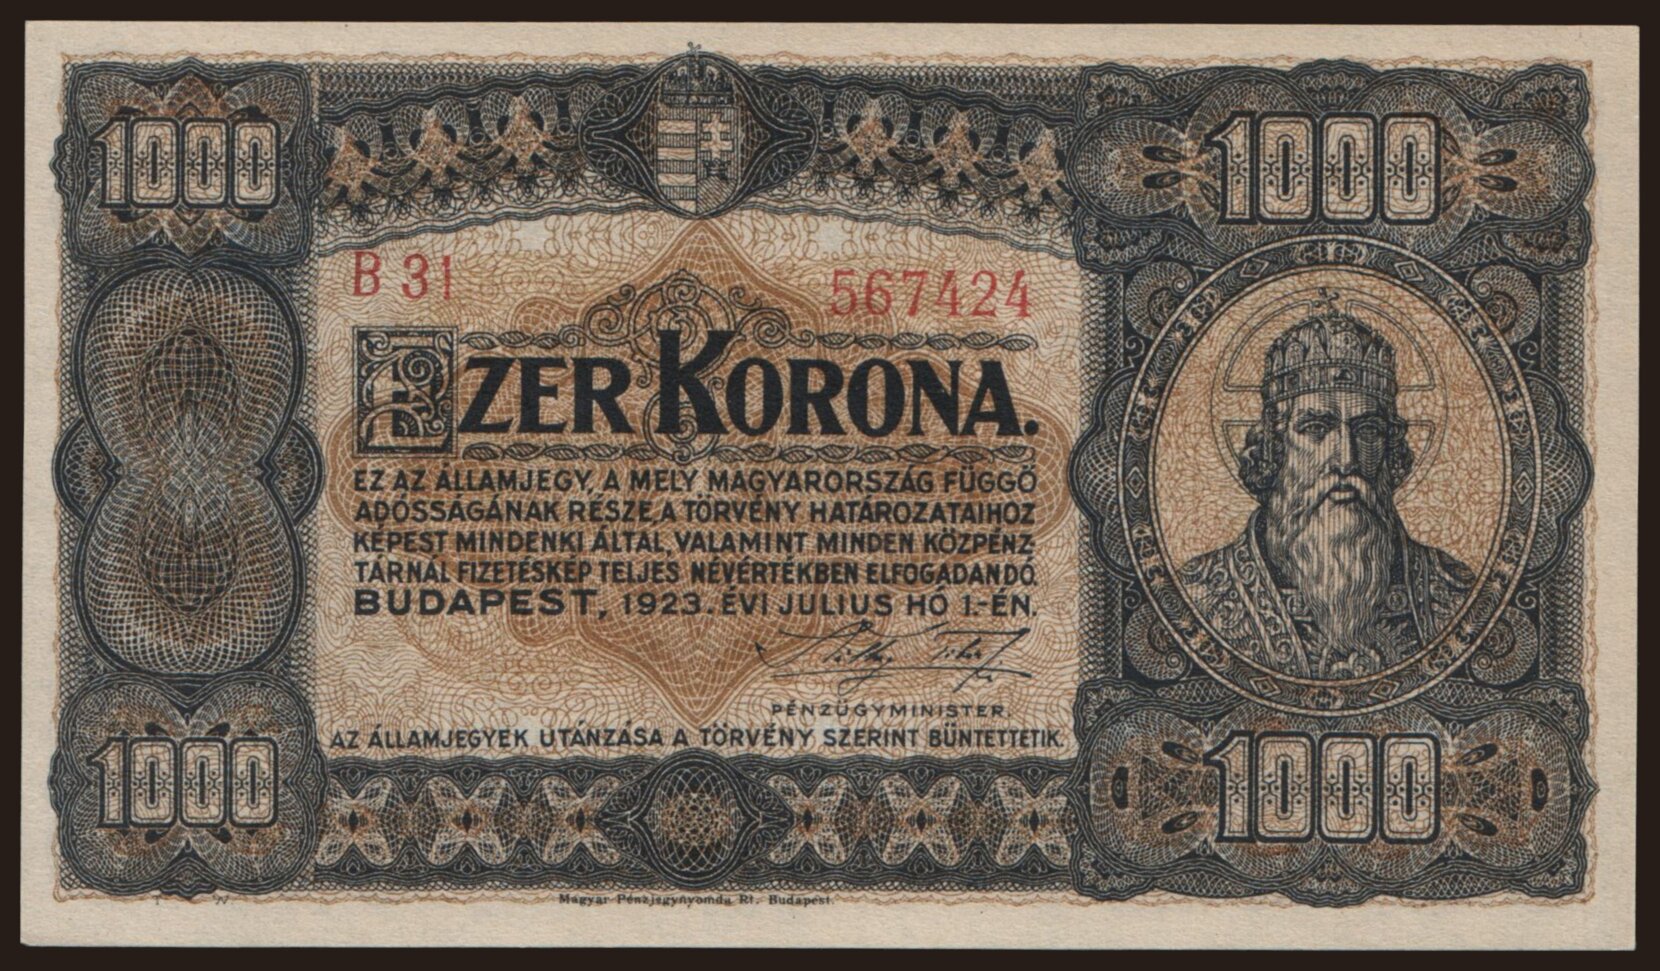 1000
1000
B 31
567424
EZER KORONA.
EZ AZ ÁLLAMJEGY, A MELY MAGYARORSZÁG FÜGGŐ
ADÓSSÁGÁNAK RÉSZE, A TÖRVÉNY HATÁROZATAIHOZ
KÉPEST MINDENKI ÁLTAL, VALAMINT MINDEN KÖZPÉNZ-
TÁRNÁL FIZETÉSKÉP TELJES NÉVÉRTÉKBEN ELFOGADANDÓ.
BUDAPEST, 1923. ÉVI JULIUS HÓ 1.-ÉN.
PÉNZÜGYMINISTER.
AZ ÁLLAMJEGYEK UTÁNZÁSA A TÖRVÉNY SZERINT BÜNTETTETIK.
1000
1000
Magyar Pénzjegynyomda Rt. Budapest.